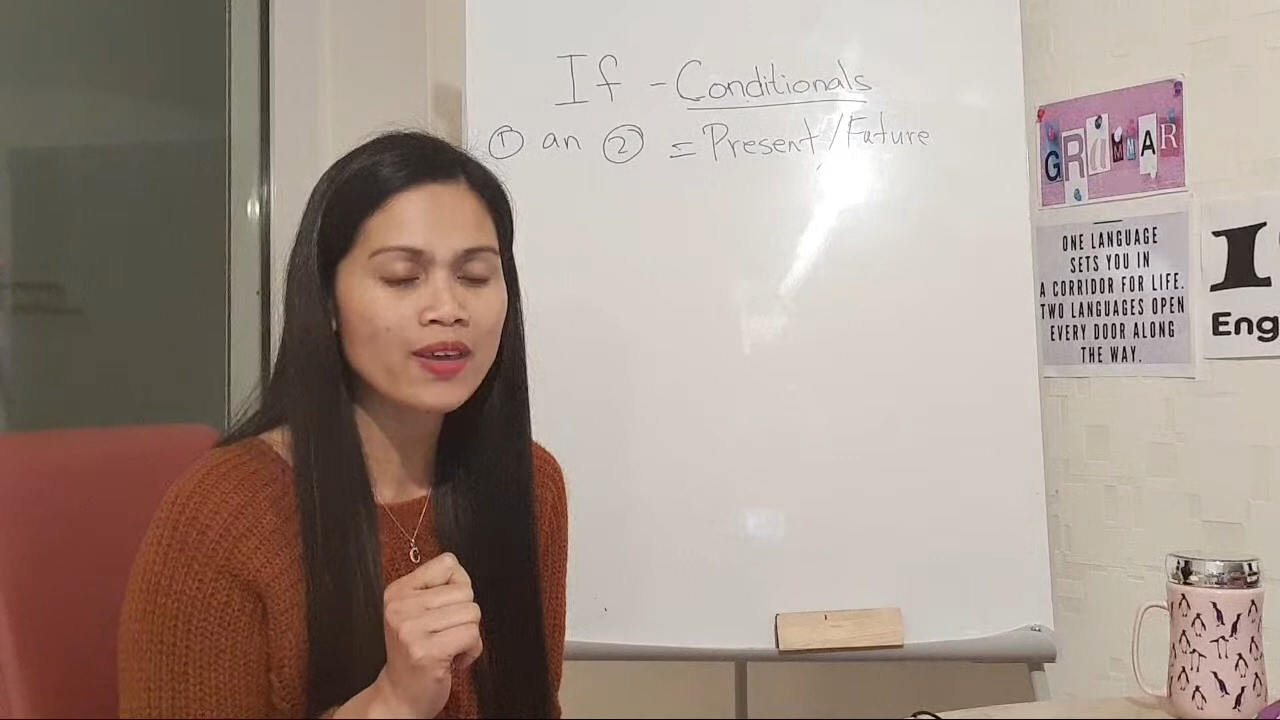 If - Conditionals
① an ② = Present/Future
GRAMMAR
ONE LANGUAGE
SETS YOU IN
A CORRIDOR FOR LIFE.
TWO LANGUAGES OPEN
EVERY DOOR ALONG
THE WAY.
I
Eng
C